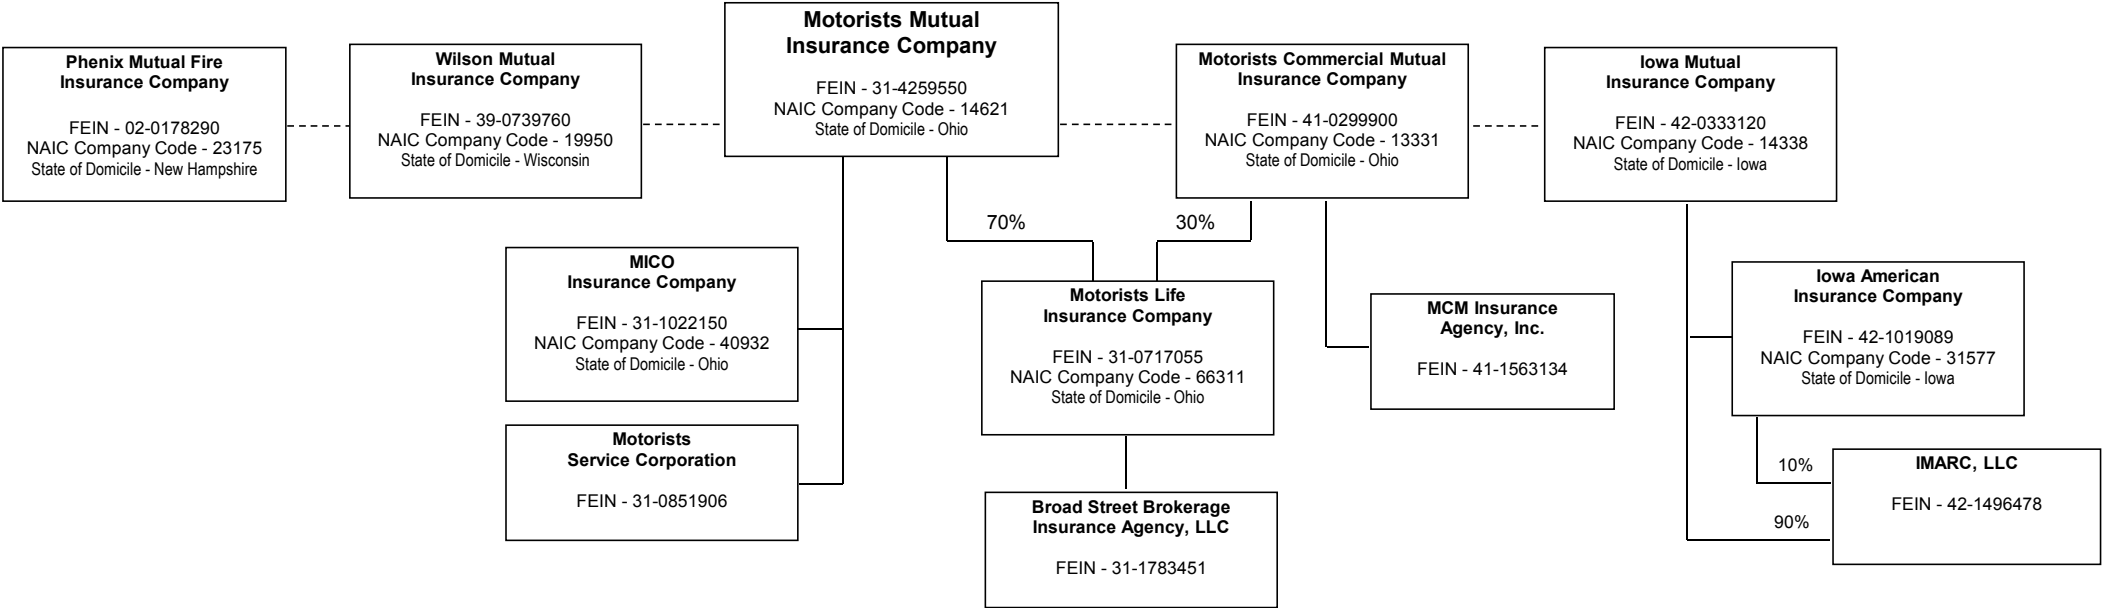 Phenix Mutual Fire
Insurance Company
FEIN - 02-0178290
NAIC Company Code - 23175
State of Domicile - New Hampshire
Wilson Mutual
Insurance Company
FEIN - 39-0739760
NAIC Company Code - 19950
State of Domicile - Wisconsin
Motorists Mutual
Insurance Company
FEIN - 31-4259550
NAIC Company Code - 14621
State of Domicile - Ohio
Motorists Commercial Mutual
Insurance Company
FEIN - 41-0299900
NAIC Company Code - 13331
State of Domicile - Ohio
Iowa Mutual
Insurance Company
FEIN - 42-0333120
NAIC Company Code - 14338
State of Domicile - Iowa
70%
30%
MICO
Insurance Company
FEIN - 31-1022150
NAIC Company Code - 40932
State of Domicile - Ohio
Motorists Life
Insurance Company
FEIN - 31-0717055
NAIC Company Code - 66311
State of Domicile - Ohio
MCM Insurance
Agency, Inc.
FEIN - 41-1563134
Iowa American
Insurance Company
FEIN - 42-1019089
NAIC Company Code - 31577
State of Domicile - Iowa
Motorists
Service Corporation
FEIN - 31-0851906
Broad Street Brokerage
Insurance Agency, LLC
FEIN - 31-1783451
10%
90%
IMARC, LLC
FEIN - 42-1496478